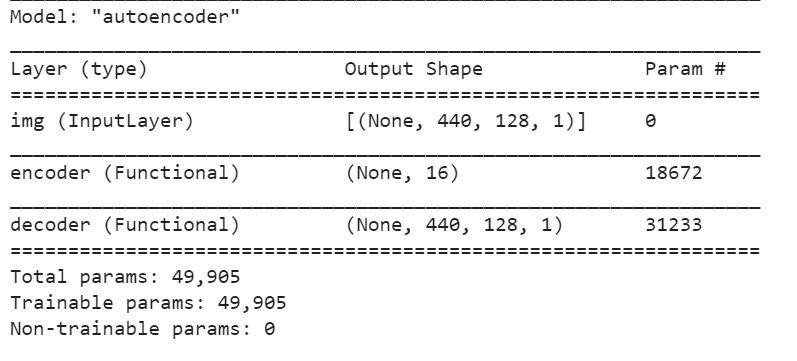 Model: "autoencoder"
Layer (type) Output Shape Param #
img (InputLayer) [(None, 440, 128, 1)] 0
encoder (Functional) (None, 16) 18672
decoder (Functional) (None, 440, 128, 1) 31233
Total params: 49,905
Trainable params: 49,905
Non-trainable params: 0